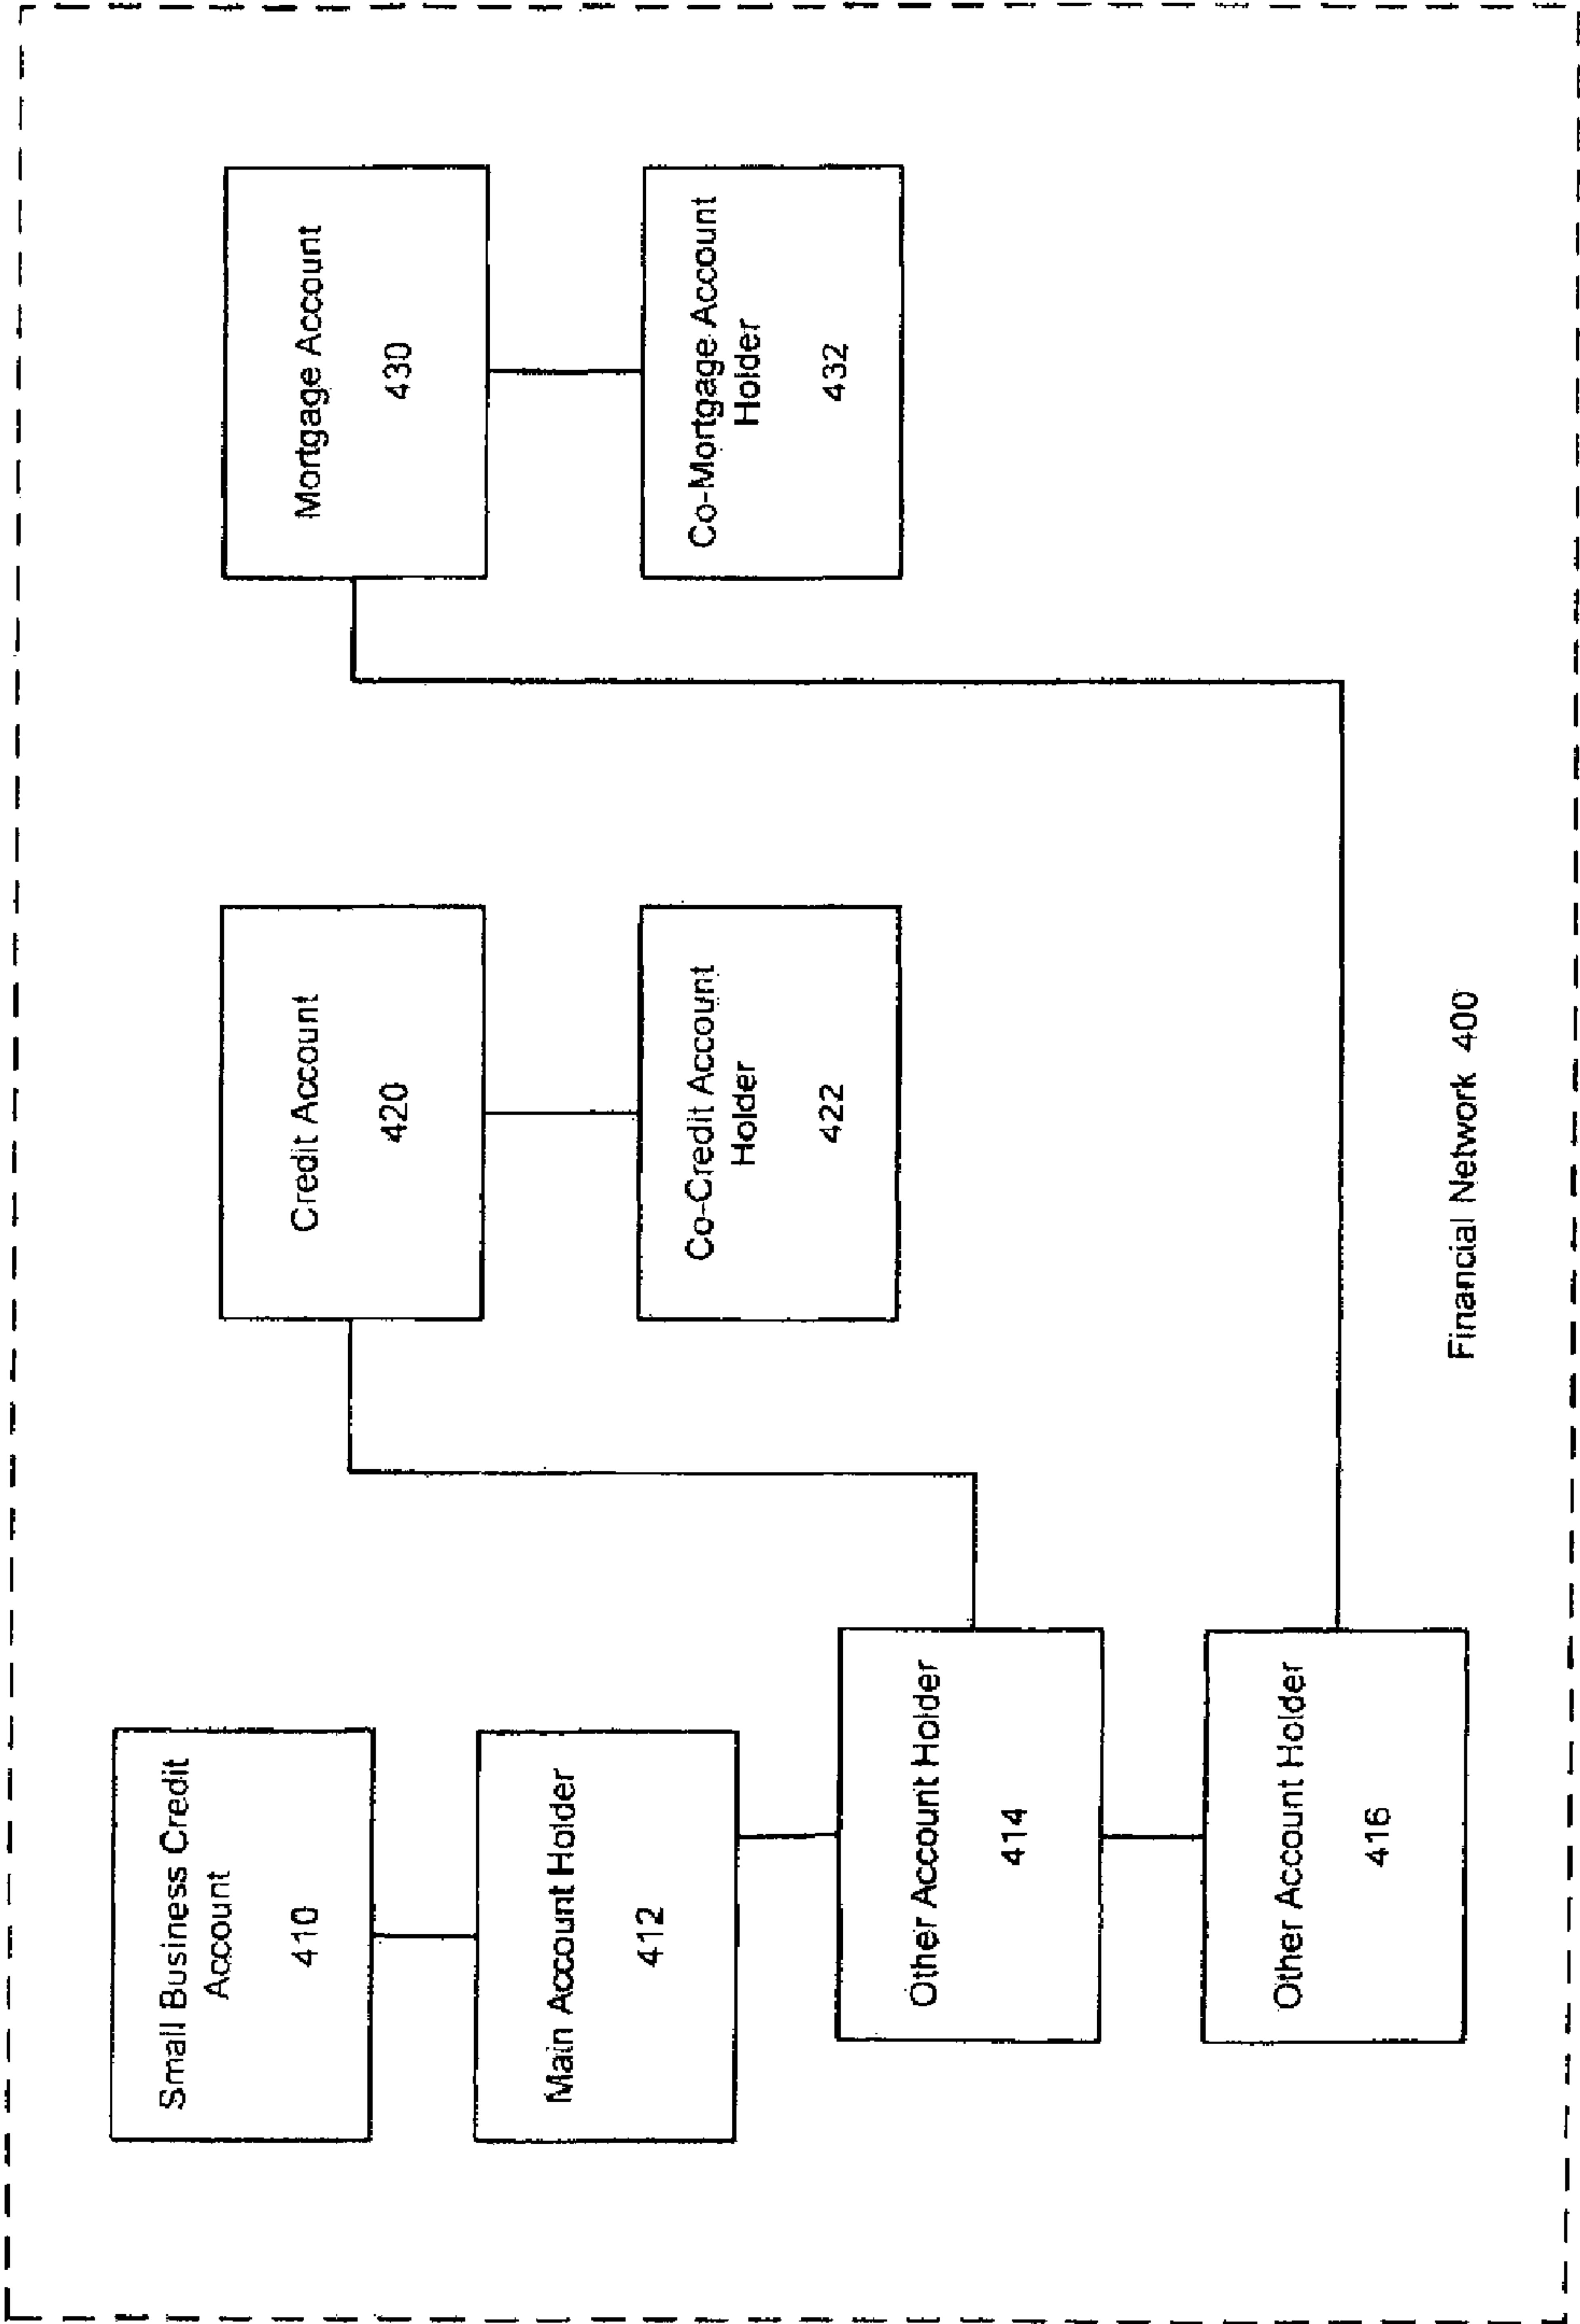 Small Business Credit
Account
410
Main Account Holder
412
Other Account Holder
414
Other Account Holder
416
Credit Account
420
Co-Credit Account
Holder
422
Mortgage Account
430
Co-Mortgage Account
Holder
432
Financial Network 400